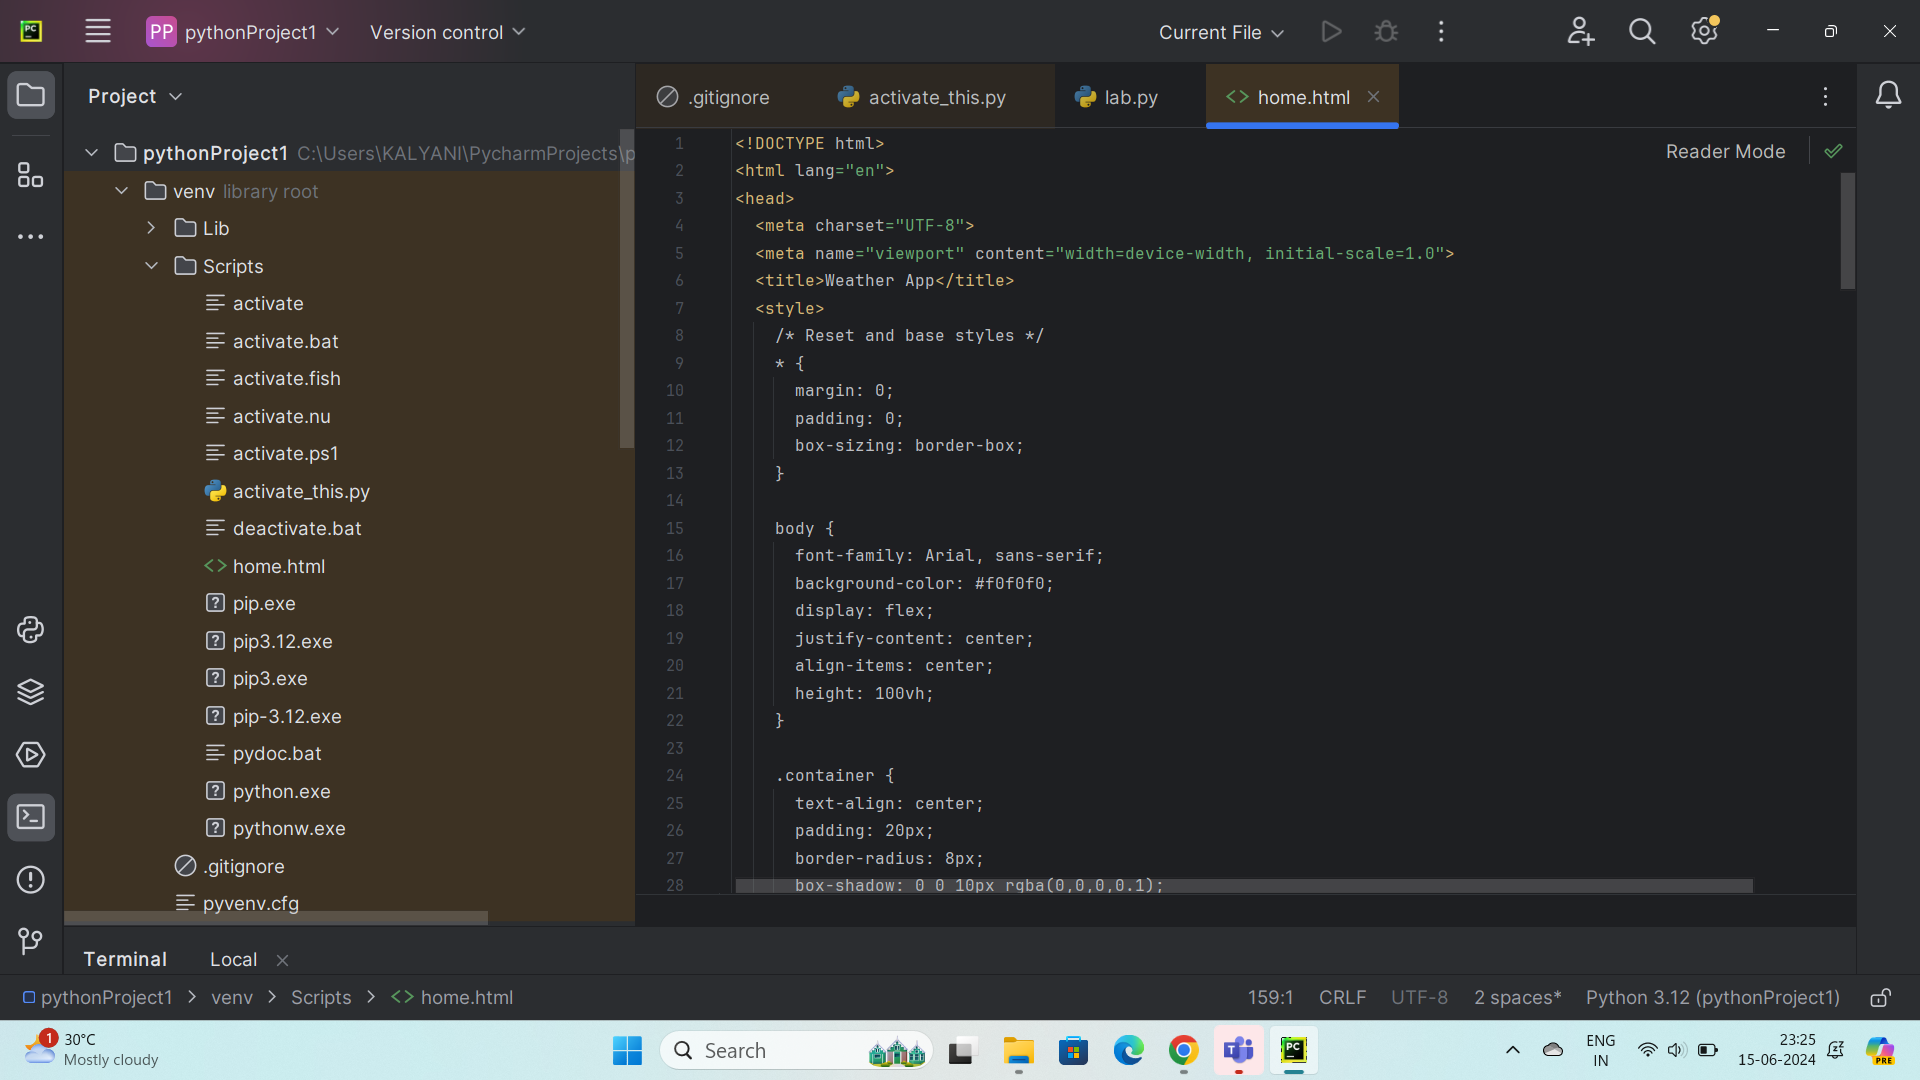 PC
PP pythonProject1
Version control
Current File
Project
.gitignore
activate_this.py
lab.py
<> home.html
Reader Mode
pythonProject1 C:\Users\KALYANI\PycharmProjects\p
venv library root
Lib
Scripts
activate
activate.bat
activate.fish
activate.nu
activate.ps1
activate_this.py
deactivate.bat
<> home.html
pip.exe
pip3.12.exe
pip3.exe
pip-3.12.exe
pydoc.bat
python.exe
pythonw.exe
.gitignore
pyvenv.cfg
1 <!DOCTYPE html>
2 <html lang="en">
3 <head>
4 <meta charset="UTF-8">
5 <meta name="viewport" content="width=device-width, initial-scale=1.0">
6 <title>Weather App</title>
7 <style>
8 /* Reset and base styles */
9 * {
10 margin: 0;
11 padding: 0;
12 box-sizing: border-box;
13 }
14
15 body {
16 font-family: Arial, sans-serif;
17 background-color: #f0f0f0;
18 display: flex;
19 justify-content: center;
20 align-items: center;
21 height: 100vh;
22 }
23
24 .container {
25 text-align: center;
26 padding: 20px;
27 border-radius: 8px;
28 box-shadow: 0 0 10px rgba(0,0,0,0.1);
Terminal
Local
pythonProject1 > venv > Scripts > <> home.html
159:1
CRLF
UTF-8
2 spaces*
Python 3.12 (pythonProject1)
1
30°C
Mostly cloudy
Search
PC
ENG
IN
23:25
15-06-2024
PRE